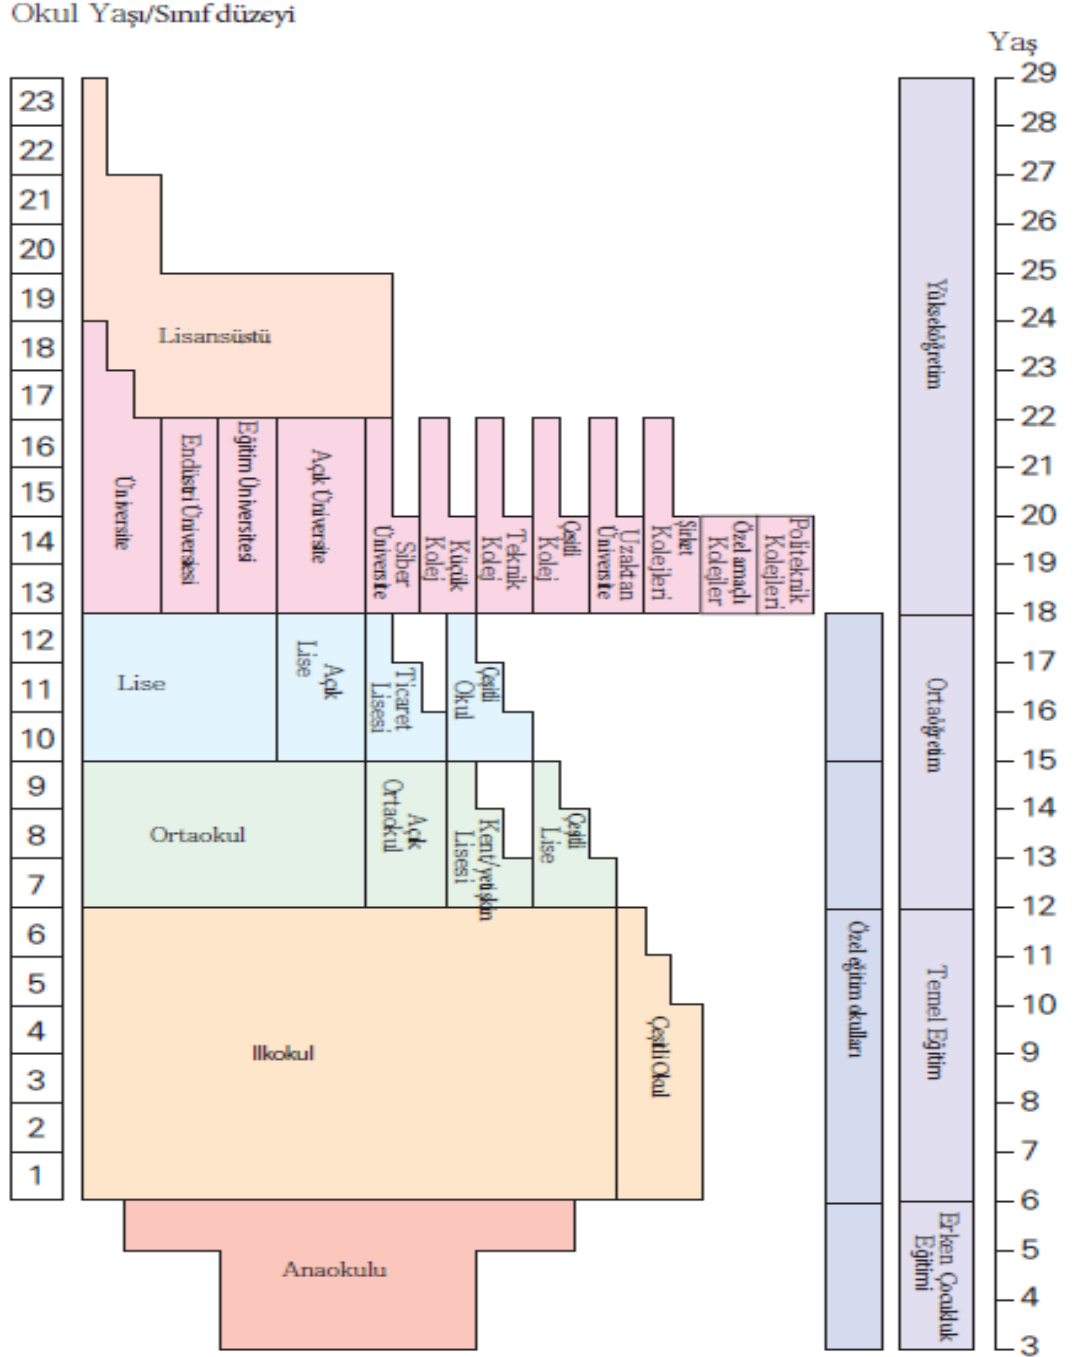 Okul Yaşı/Sınıf düzeyi
Yaş
23
22
21
20
19
18
17
16
15
14
13
12
11
10
9
8
7
6
5
4
3
2
1
Lisansüstü
Üniversite
Endüstri Üniversitesi
Eğitim Üniversitesi
Açık Üniversite
Siber
Üniversite
Küçük
Kolej
Teknik
Kolej
Çeşitli
Kolej
Uzaktan
Üniversite
Şirket
Kolejleri
Özel amaçlı
Kolejler
Politeknik
Kolejleri
Lise
Açık
Lise
Ticaret
Lisesi
Çeşitli
Okul
Ortaokul
Açık
Ortaokul
Kent/yetişkin
Lisesi
Çeşitli
Lise
Ilkokul
Çeşitli Okul
Anaokulu
Özel eğitim okulları
Yükseköğretim
Ortaöğretim
Temel Eğitim
Erken Çocukluk
Eğitimi
29
28
27
26
25
24
23
22
21
20
19
18
17
16
15
14
13
12
11
10
9
8
7
6
5
4
3